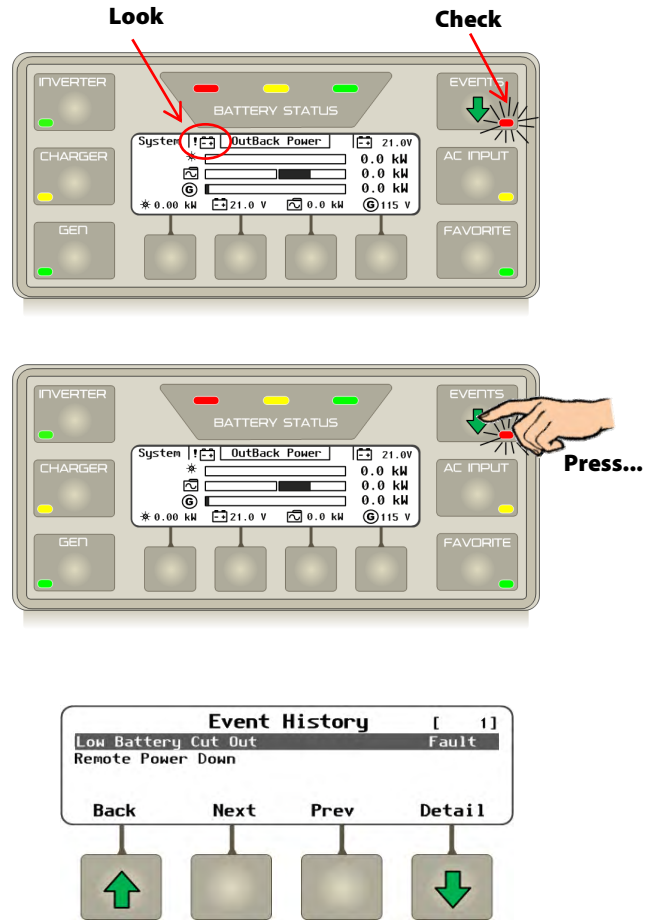 Look
Check
INVERTER
EVENTS
BATTERY STATUS
System ! OutBack Power 21.0V
CHARGER
0.0 kW
AC INPUT
0.0 kW
G 0.0 kW
0.00 kW 21.0 V 0.0 kW G 115 V
GEN
FAVORITE
INVERTER
EVENTS
BATTERY STATUS
System ! OutBack Power 21.0V
Press...
CHARGER
0.0 kW
AC INPUT
0.0 kW
G 0.0 kW
0.00 kW 21.0 V 0.0 kW G 115 V
GEN
FAVORITE
Event History [ 1]
Low Battery Cut Out Fault
Remote Power Down
Back Next Prev Detail